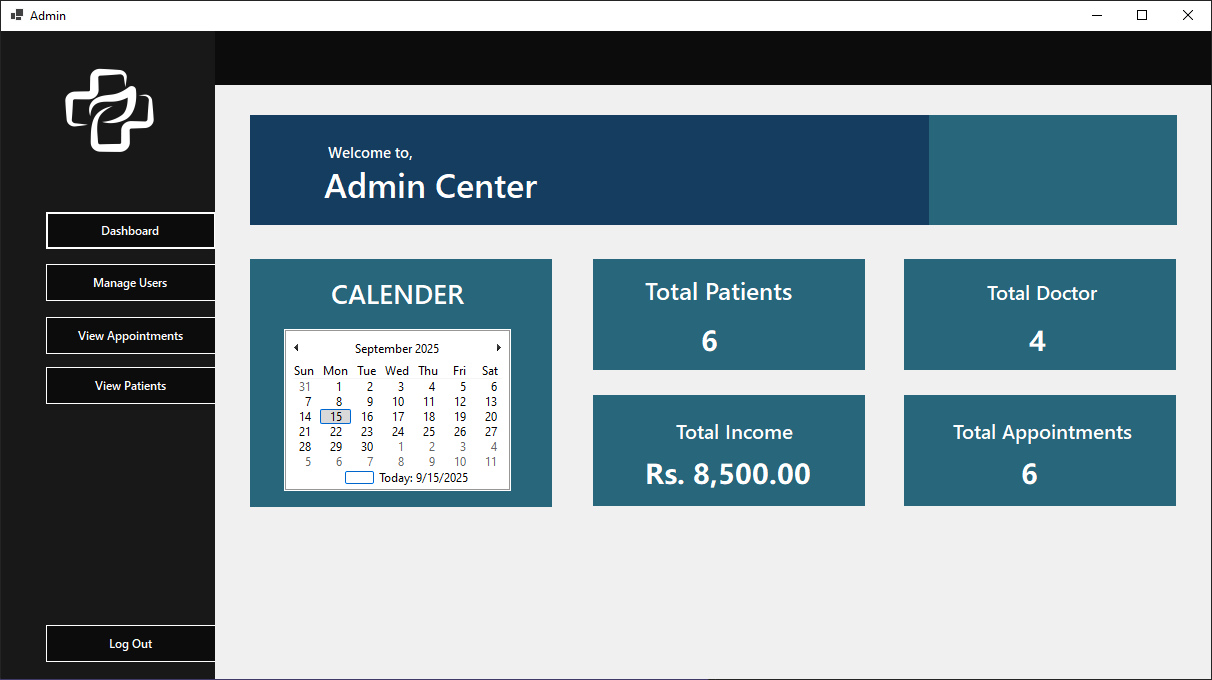 Admin
Dashboard
Manage Users
View Appointments
View Patients
Log Out
Welcome to,
Admin Center
CALENDER
September 2025
Sun Mon Tue Wed Thu Fri Sat
31 1 2 3 4 5 6
7 8 9 10 11 12 13
14 15 16 17 18 19 20
21 22 23 24 25 26 27
28 29 30 1 2 3 4
5 6 7 8 9 10 11
Today: 9/15/2025
Total Patients
6
Total Doctor
4
Total Income
Rs. 8,500.00
Total Appointments
6